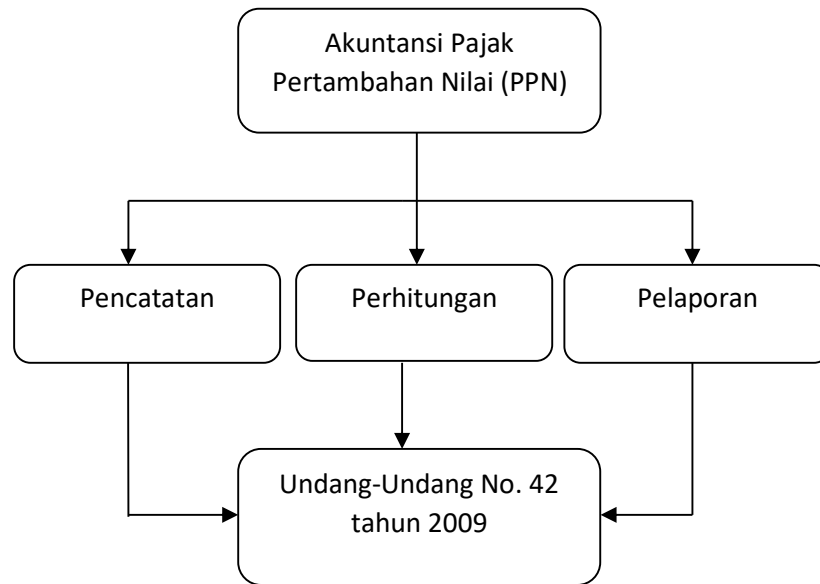 Akuntansi Pajak
Pertambahan Nilai (PPN)
Pencatatan
Perhitungan
Pelaporan
Undang-Undang No. 42
tahun 2009